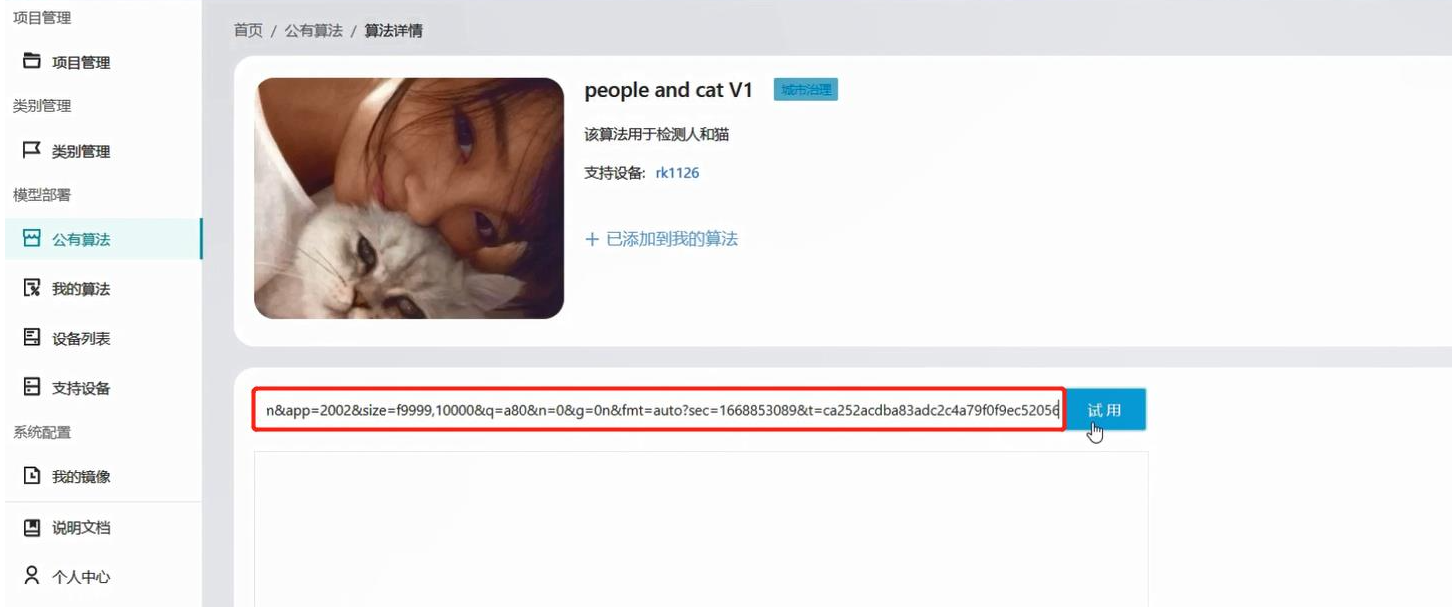 项目管理
项目管理
类别管理
类别管理
模型部署
公有算法
我的算法
设备列表
支持设备
系统配置
我的镜像
说明文档
个人中心
首页 / 公有算法 / 算法详情
people and cat V1 城市治理
该算法用于检测人和猫
支持设备: rk1126
+ 已添加到我的算法
n&app=2002&size=f9999,10000&q=a80&n=0&g=0n&fmt=auto?sec=1668853089&t=ca252acdba83adc2c4a79f0f9ec52056 试用